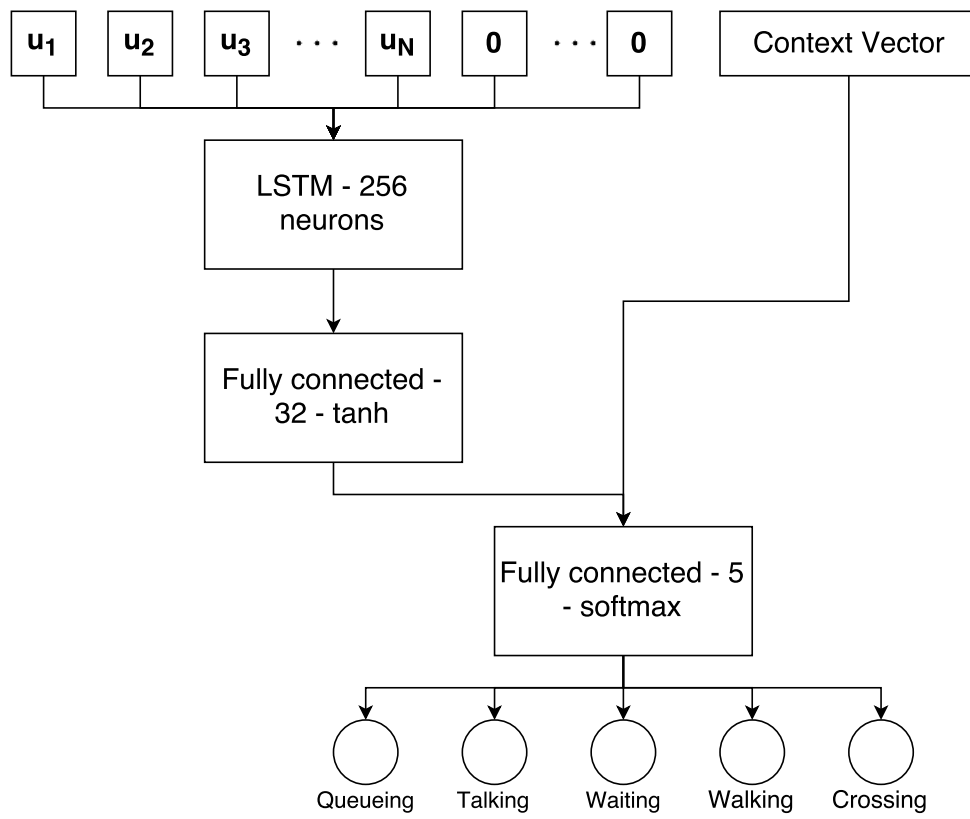 u1 u2 u3 ... uN 0 ... 0 Context Vector
LSTM - 256
neurons
Fully connected -
32 - tanh
Fully connected - 5
- softmax
Queueing Talking Waiting Walking Crossing